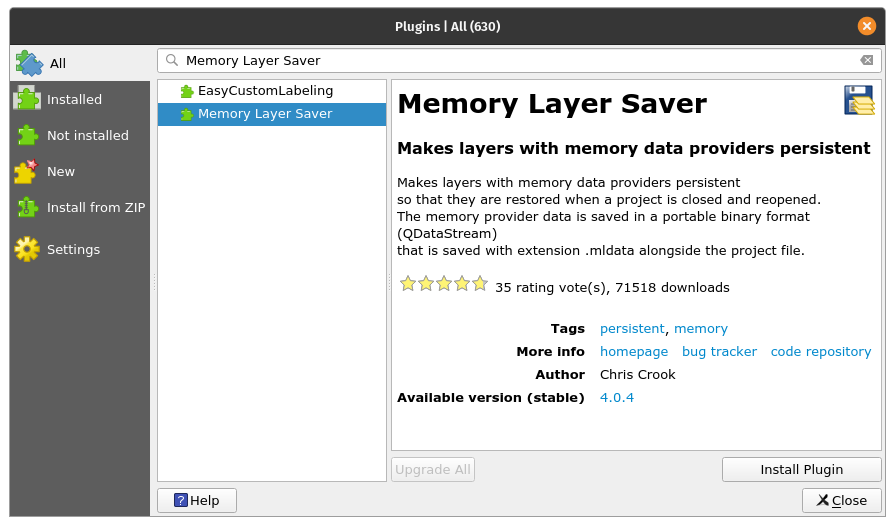 Plugins | All (630)
All
Installed
Not installed
New
Install from ZIP
Settings
Memory Layer Saver
EasyCustomLabeling
Memory Layer Saver
Memory Layer Saver
Makes layers with memory data providers persistent
Makes layers with memory data providers persistent
so that they are restored when a project is closed and reopened.
The memory provider data is saved in a portable binary format
(QDataStream)
that is saved with extension .mldata alongside the project file.
35 rating vote(s), 71518 downloads
Tags persistent, memory
More info homepage bug tracker code repository
Author Chris Crook
Available version (stable) 4.0.4
Upgrade All
Install Plugin
? Help
Close